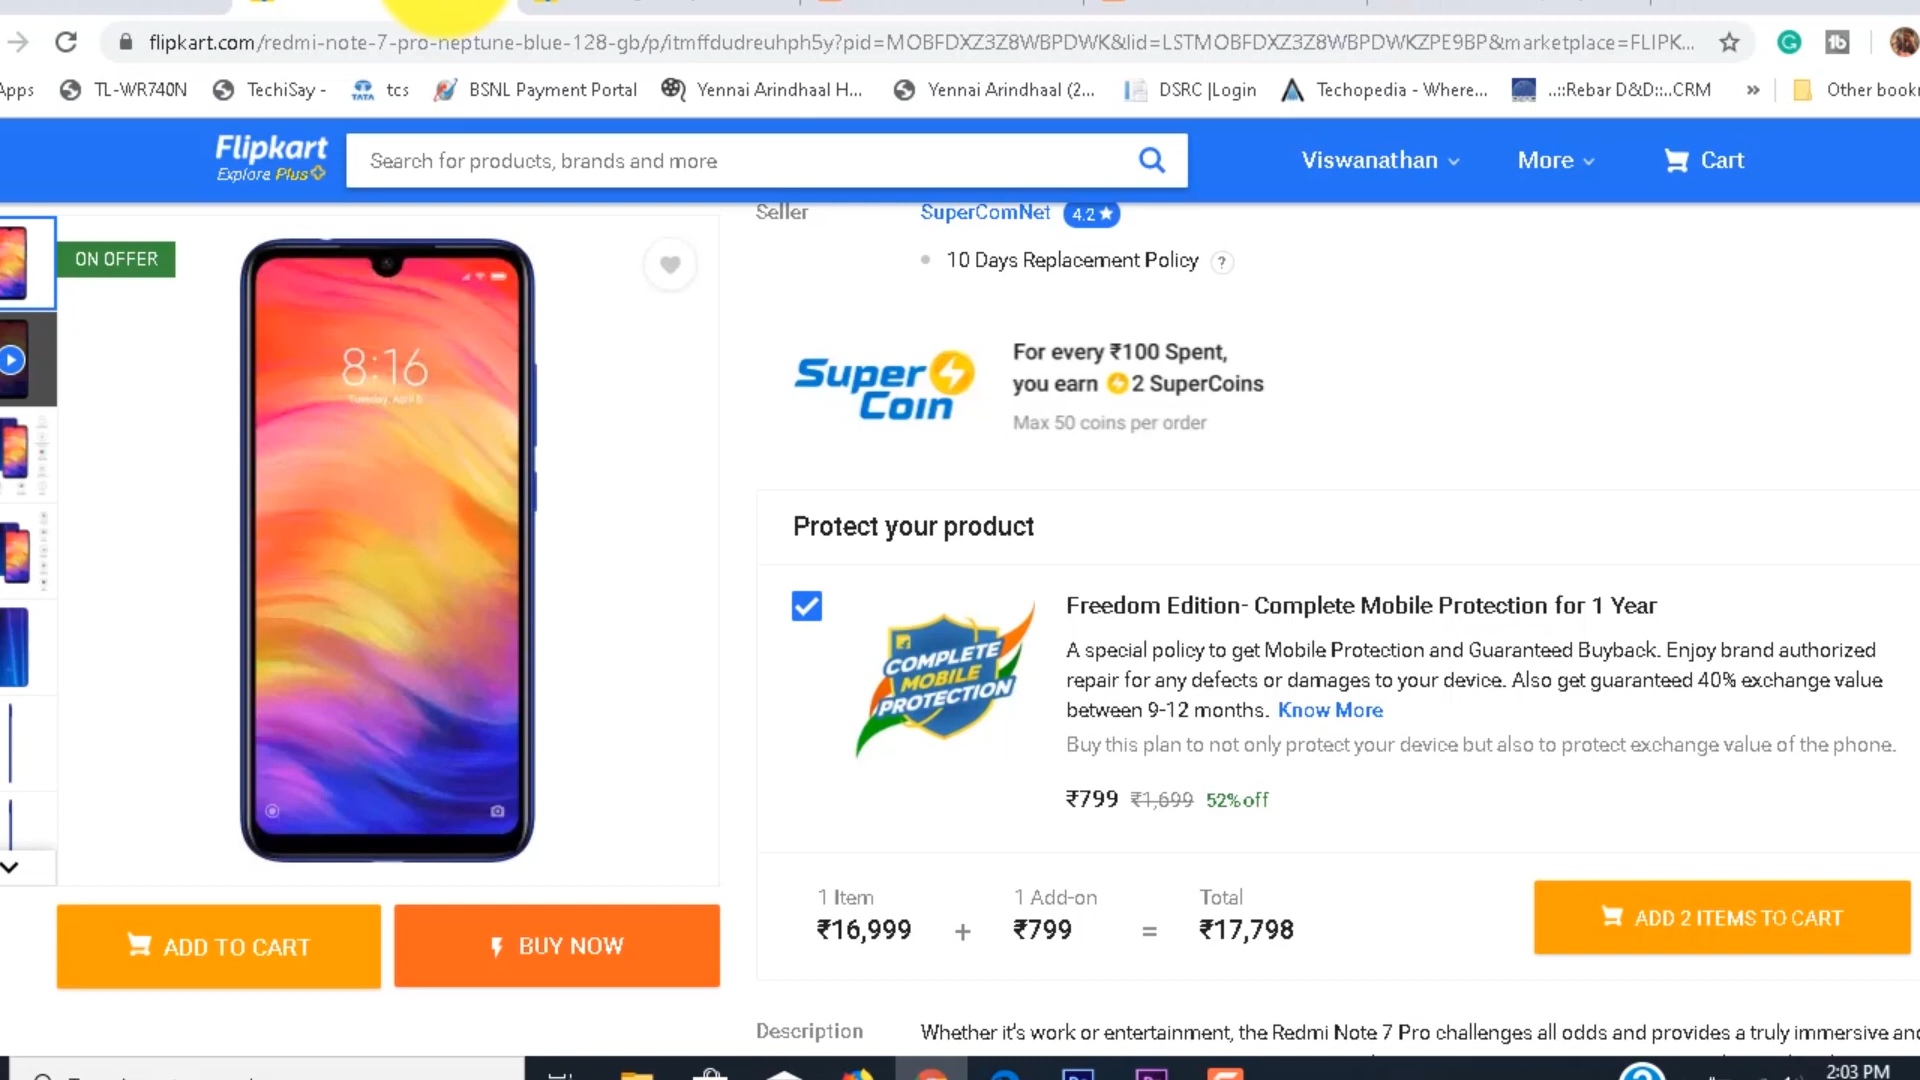 flipkart.com/redmi-note-7-pro-neptune-blue-128-gb/p/itmffdudreuhph5y?pid=MOBFDXZ3Z8WBPDWK&lid=LSTMOBFDXZ3Z8WBPDWKZPE9BP&marketplace=FLIPK...
Apps TL-WR740N TechiSay - tcs BSNL Payment Portal Yennai Arindhaal H... Yennai Arindhaal (2... DSRC |Login Techopedia - Where... ..::Rebar D&D::..CRM » Other book
Flipkart
Explore Plus
Search for products, brands and more
Viswanathan More Cart
Seller SuperComNet 4.2★
10 Days Replacement Policy ?
ON OFFER
8:16
Tuesday, April 6
Super Coin
For every ₹100 Spent,
you earn 2 SuperCoins
Max 50 coins per order
Protect your product
COMPLETE
MOBILE
PROTECTION
Freedom Edition- Complete Mobile Protection for 1 Year
A special policy to get Mobile Protection and Guaranteed Buyback. Enjoy brand authorized
repair for any defects or damages to your device. Also get guaranteed 40% exchange value
between 9-12 months. Know More
Buy this plan to not only protect your device but also to protect exchange value of the phone.
₹799 ₹1,699 52% off
1 Item 1 Add-on Total
₹16,999 + ₹799 = ₹17,798
ADD 2 ITEMS TO CART
ADD TO CART
BUY NOW
Description Whether it's work or entertainment, the Redmi Note 7 Pro challenges all odds and provides a truly immersive and
2:03 PM